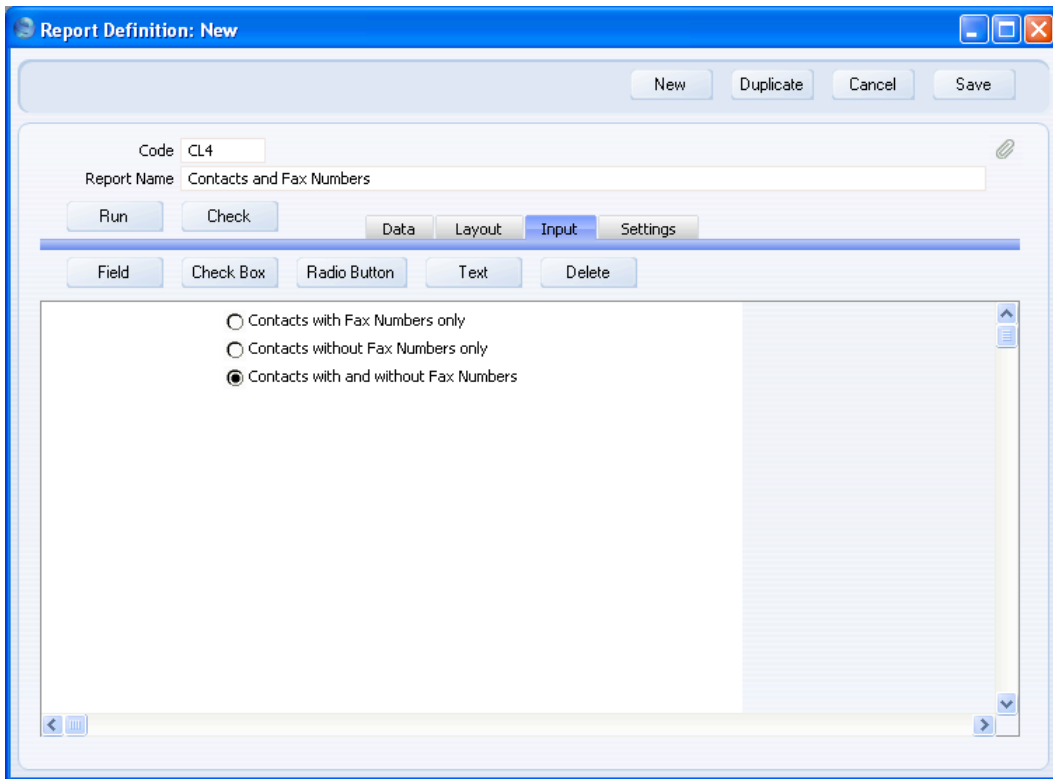 Report Definition: New
New Duplicate Cancel Save
Code CL4
Report Name Contacts and Fax Numbers
Run Check Data Layout Input Settings
Field Check Box Radio Button Text Delete
Contacts with Fax Numbers only
Contacts without Fax Numbers only
Contacts with and without Fax Numbers